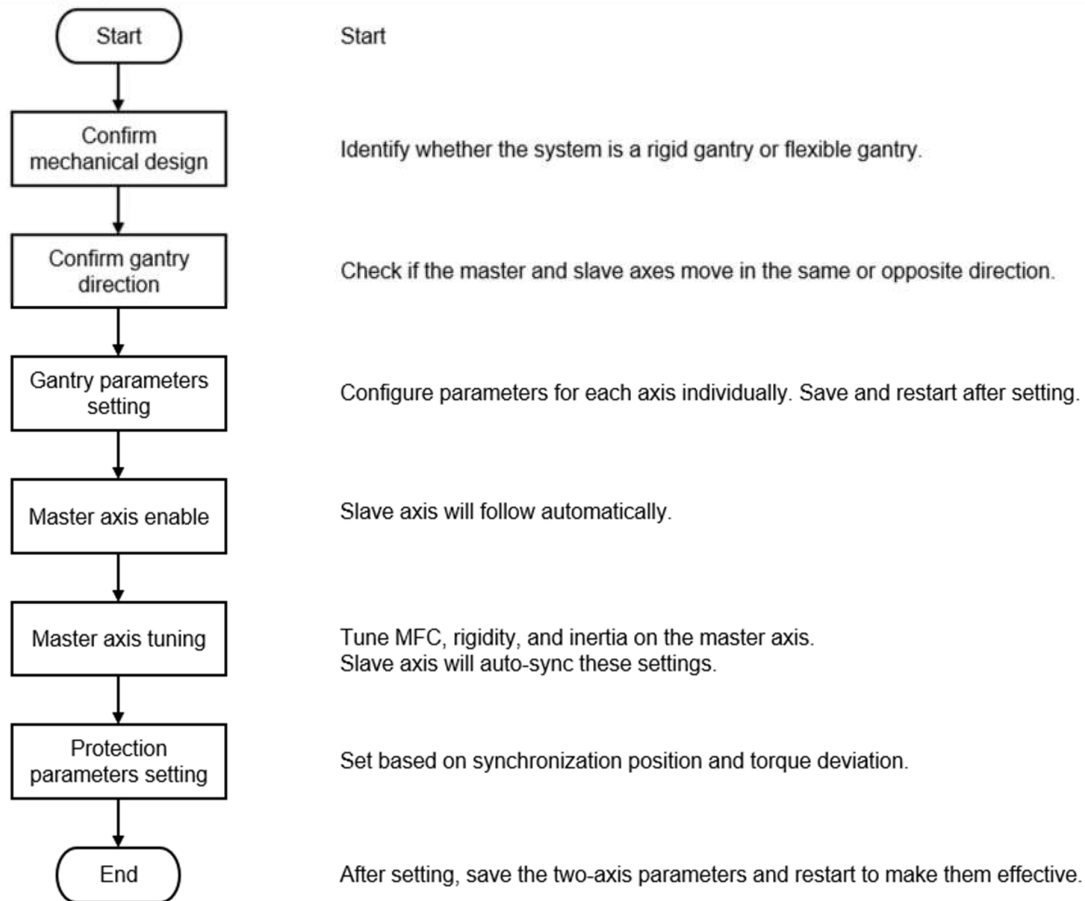 Start
Start
Confirm
mechanical design
Identify whether the system is a rigid gantry or flexible gantry.
Confirm gantry
direction
Check if the master and slave axes move in the same or opposite direction.
Gantry parameters
setting
Configure parameters for each axis individually. Save and restart after setting.
Master axis enable
Slave axis will follow automatically.
Master axis tuning
Tune MFC, rigidity, and inertia on the master axis.
Slave axis will auto-sync these settings.
Protection
parameters setting
Set based on synchronization position and torque deviation.
End
After setting, save the two-axis parameters and restart to make them effective.